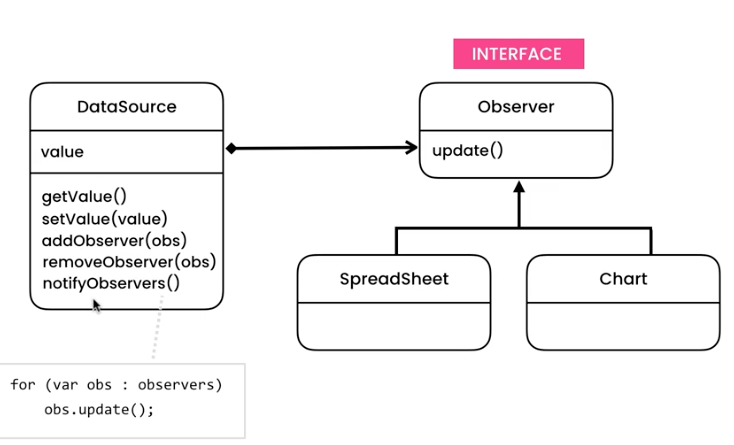 INTERFACE
DataSource
value
getValue()
setValue(value)
addObserver(obs)
removeObserver(obs)
notifyObservers()
Observer
update()
SpreadSheet
Chart
for (var obs : observers)
obs.update();